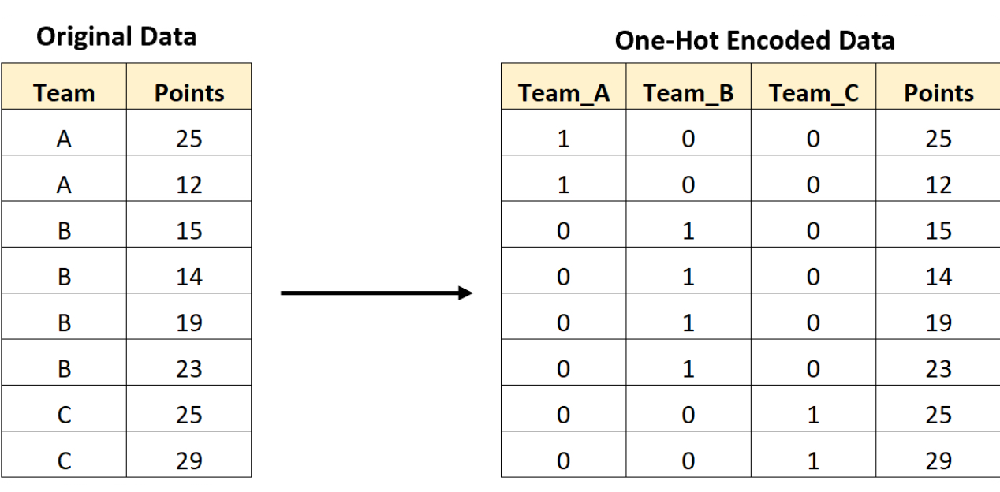 Original Data
Team Points
A 25
A 12
B 15
B 14
B 19
B 23
C 25
C 29
One-Hot Encoded Data
Team_A Team_B Team_C Points
1 0 0 25
1 0 0 12
0 1 0 15
0 1 0 14
0 1 0 19
0 1 0 23
0 0 1 25
0 0 1 29